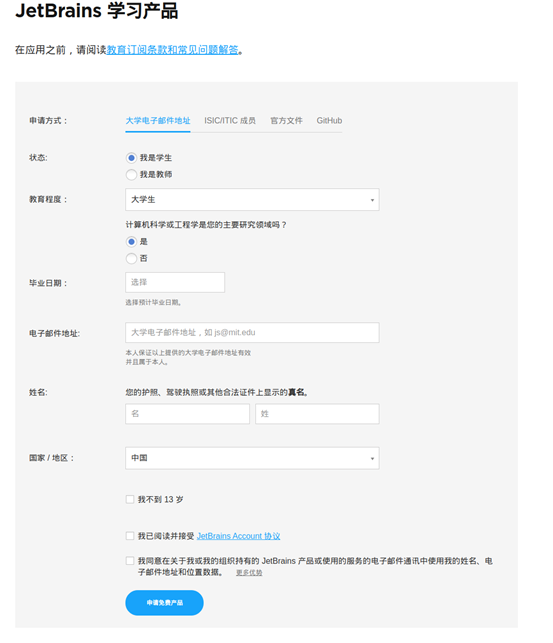 JetBrains 学习产品
在应用之前，请阅读教育订阅条款和常见问题解答。
申请方式： 大学电子邮件地址 ISIC/ITIC 成员 官方文件 GitHub
状态: 我是学生
我是教师
教育程度： 大学生
计算机科学或工程学是您的主要研究领域吗？
是
否
毕业日期： 选择
选择预计毕业日期。
电子邮件地址: 大学电子邮件地址，如 js@mit.edu
本人保证以上提供的大学电子邮件地址有效
并且属于本人。
姓名: 您的护照、驾驶执照或其他合法证件上显示的真名。
名 姓
国家 / 地区： 中国
我不到 13 岁
我已阅读并接受 JetBrains Account 协议
我同意在关于我或我的组织持有的 JetBrains 产品或使用的服务的电子邮件通讯中使用我的姓名、电
子邮件地址和位置数据。 更多优势
申请免费产品